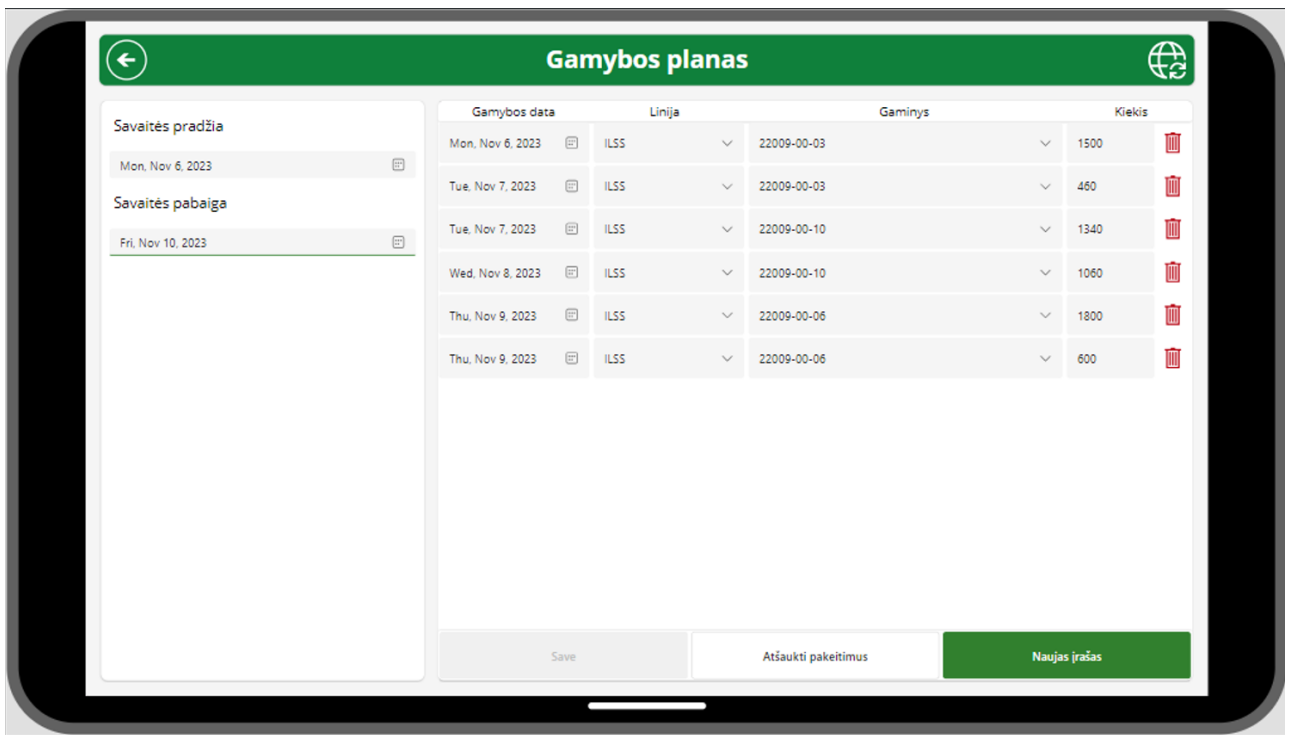 Gamybos planas
Savaitės pradžia
Mon, Nov 6, 2023
Savaitės pabaiga
Fri, Nov 10, 2023
Gamybos data Linija Gaminys Kiekis
Mon, Nov 6, 2023 ILSS 22009-00-03 1500
Tue, Nov 7, 2023 ILSS 22009-00-03 460
Tue, Nov 7, 2023 ILSS 22009-00-10 1340
Wed, Nov 8, 2023 ILSS 22009-00-10 1060
Thu, Nov 9, 2023 ILSS 22009-00-06 1800
Thu, Nov 9, 2023 ILSS 22009-00-06 600
Save Atšaukti pakeitimus Naujas įrašas